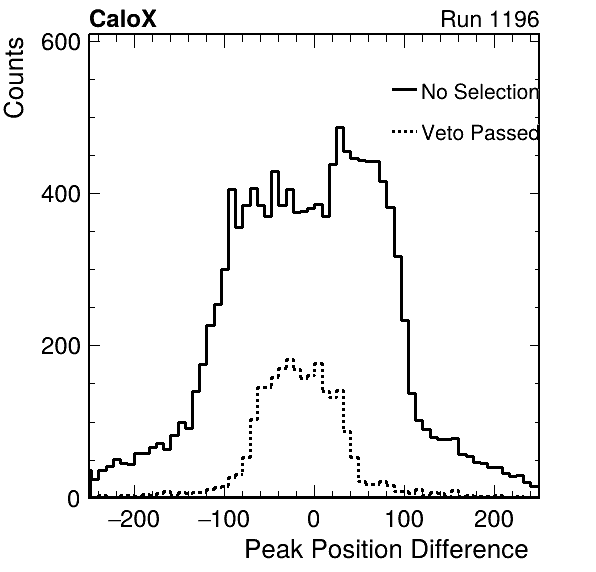 CaloX Run 1196
Counts
600
No Selection
Veto Passed
400
200
0
−200 −100 0 100 200
Peak Position Difference